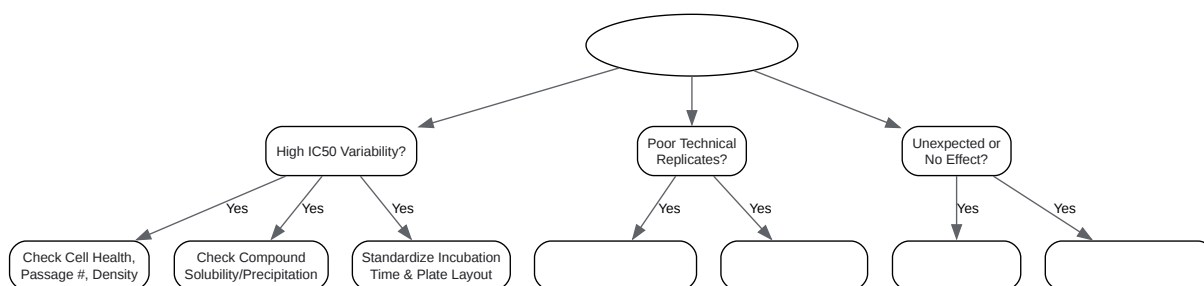 High IC50 Variability?
Poor Technical
Replicates?
Unexpected or
No Effect?
Yes
Yes
Yes
Yes
Yes
Yes
Yes
Check Cell Health,
Passage #, Density
Check Compound
Solubility/Precipitation
Standardize Incubation
Time & Plate Layout